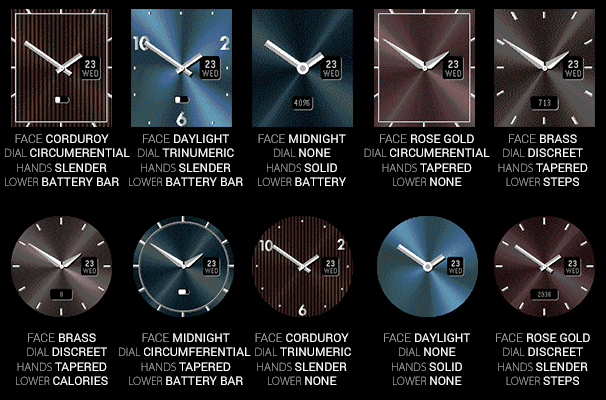 23
WED
FACE CORDUROY
DIAL CIRCUMERENTIAL
HANDS SLENDER
LOWER BATTERY BAR
10 2
23
WED
6
FACE DAYLIGHT
DIAL TRINUMERIC
HANDS SLENDER
LOWER BATTERY BAR
23
WED
40%
FACE MIDNIGHT
DIAL NONE
HANDS SOLID
LOWER BATTERY
23
WED
FACE ROSE GOLD
DIAL CIRCUMERENTIAL
HANDS TAPERED
LOWER NONE
23
WED
713
FACE BRASS
DIAL DISCREET
HANDS TAPERED
LOWER STEPS
23
WED
0
FACE BRASS
DIAL DISCREET
HANDS TAPERED
LOWER CALORIES
23
WED
FACE MIDNIGHT
DIAL CIRCUMFERENTIAL
HANDS TAPERED
LOWER BATTERY BAR
10 2
23
WED
6
FACE CORDUROY
DIAL TRINUMERIC
HANDS SLENDER
LOWER NONE
23
WED
FACE DAYLIGHT
DIAL NONE
HANDS SOLID
LOWER NONE
23
WED
2836
FACE ROSE GOLD
DIAL DISCREET
HANDS SLENDER
LOWER STEPS